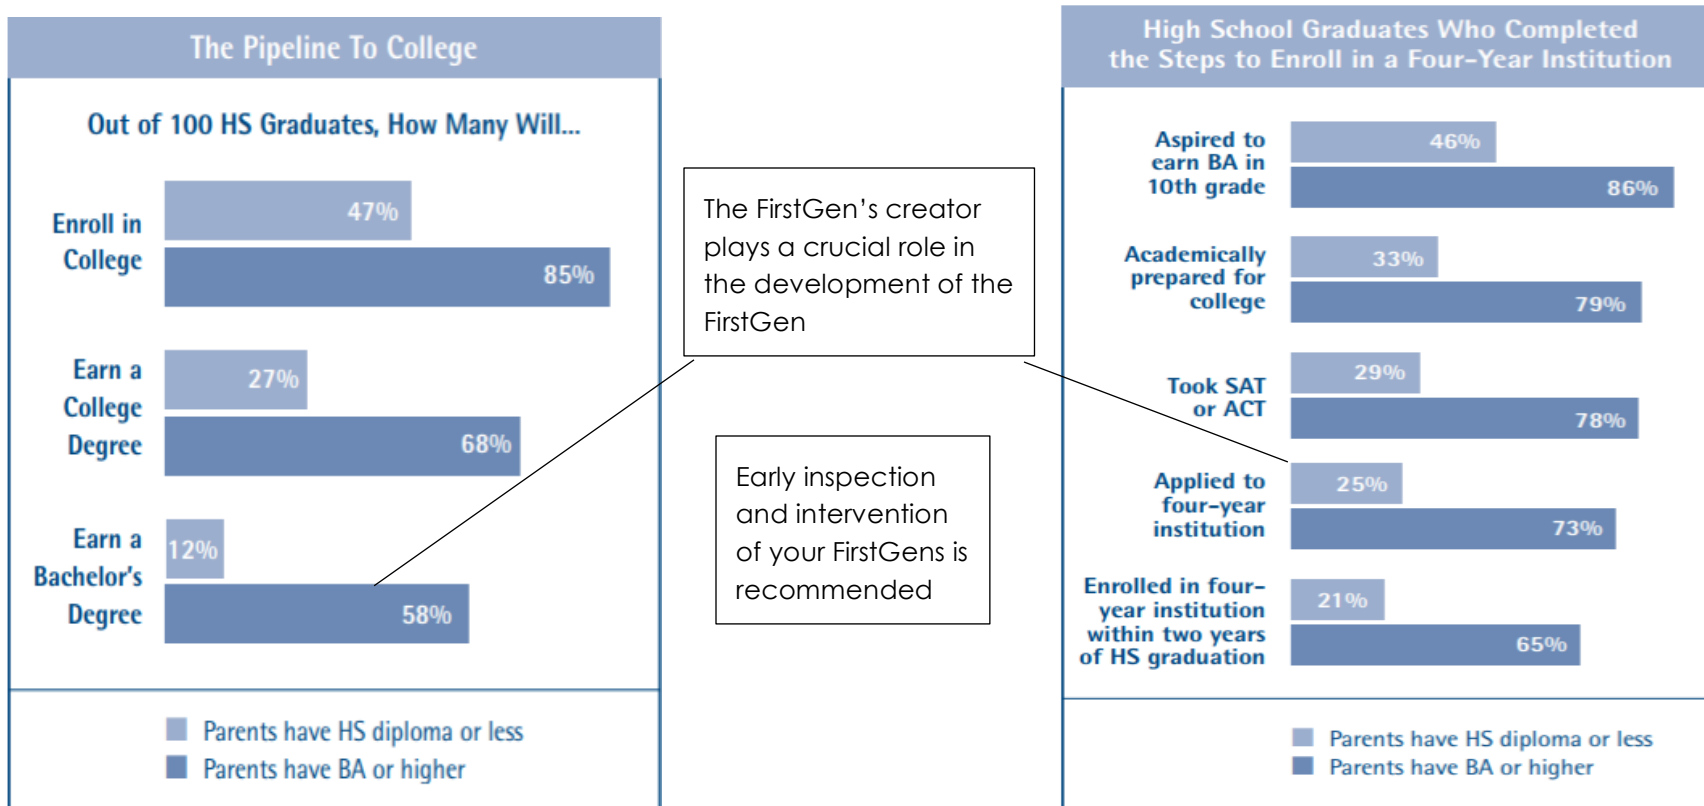 The Pipeline To College
Out of 100 HS Graduates, How Many Will...
Enroll in
College
47%
85%
Earn a
College
Degree
27%
68%
Earn a
Bachelor's
Degree
12%
58%
Parents have HS diploma or less
Parents have BA or higher
The FirstGen’s creator
plays a crucial role in
the development of the
FirstGen
Early inspection
and intervention
of your FirstGens is
recommended
High School Graduates Who Completed
the Steps to Enroll in a Four-Year Institution
Aspired to
earn BA in
10th grade
46%
86%
Academically
prepared for
college
33%
79%
Took SAT
or ACT
29%
78%
Applied to
four-year
institution
25%
73%
Enrolled in four-
year institution
within two years
of HS graduation
21%
65%
Parents have HS diploma or less
Parents have BA or higher